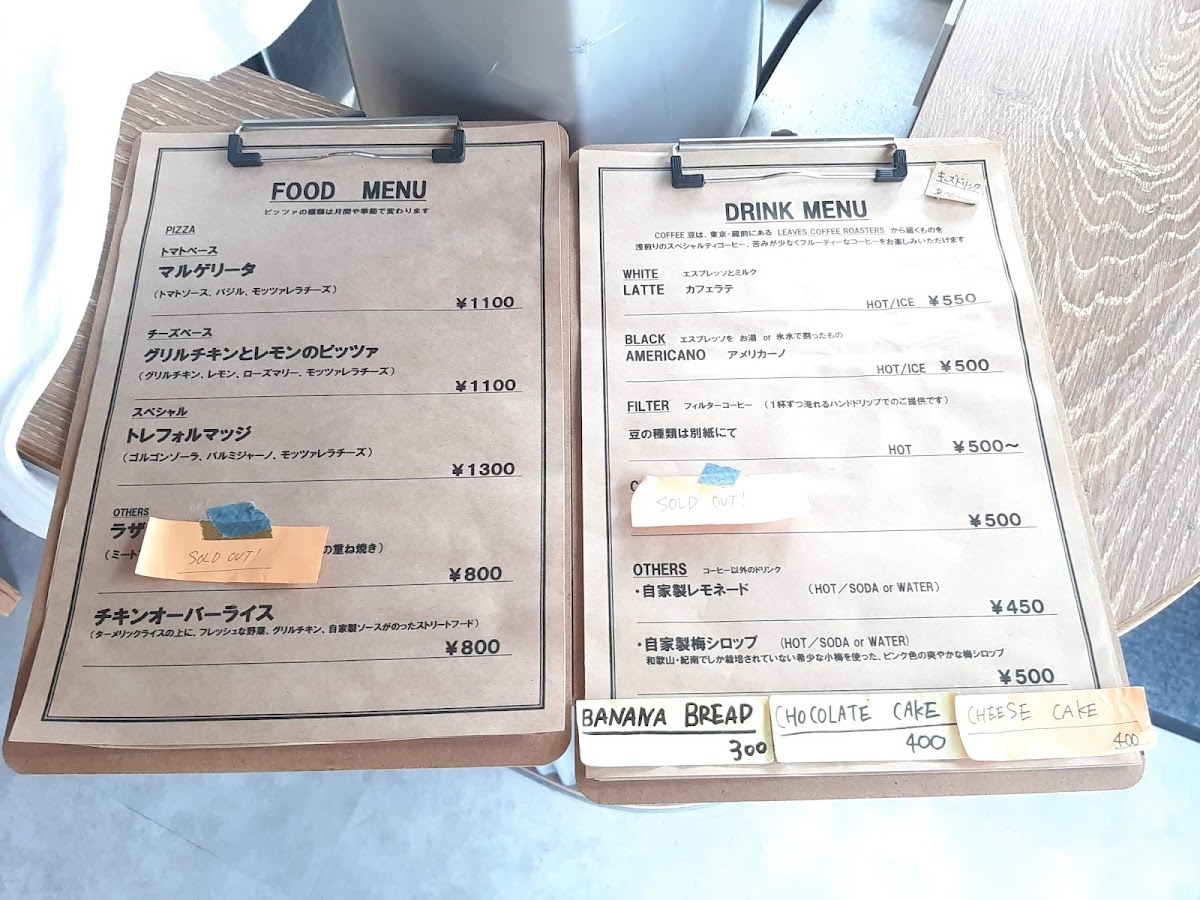 FOOD MENU
ピッツァの種類は月間や季節で変わります
PIZZA
トマトベース
マルゲリータ
(トマトソース、バジル、モッツァレラチーズ)
¥1100
チーズベース
グリルチキンとレモンのピッツァ
(グリルチキン、レモン、ローズマリー、モッツァレラチーズ)
¥1100
スペシャル
トレフォルマッジ
(ゴルゴンゾーラ、パルミジャーノ、モッツァレラチーズ)
¥1300
OTHERS
ラザ
(ミート
の重ね焼き)
SOLD OUT!
¥800
チキンオーバーライス
(ターメリックライスの上に、フレッシュな野菜、グリルチキン、自家製ソースがのったストリートフード)
¥800
キッズドリンク
DRINK MENU
COFFEE 豆は、東京・蔵前にある LEAVES COFFEE ROASTERS から届くものを
浅煎りのスペシャルティコーヒー、苦みが少なくフルーティーなコーヒーをお楽しみいただけます
WHITE エスプレッソとミルク
LATTE カフェラテ
HOT/ICE ¥550
BLACK エスプレッソを お湯 or 氷水で割ったもの
AMERICANO アメリカーノ
HOT/ICE ¥500
FILTER フィルターコーヒー (1杯ずつ淹れるハンドドリップでのご提供です)
豆の種類は別紙にて
HOT ¥500~
SOLD OUT!
¥500
OTHERS コーヒー以外のドリンク
・自家製レモネード (HOT/SODA or WATER)
¥450
・自家製梅シロップ (HOT/SODA or WATER)
和歌山・紀南でしか栽培されていない希少な小梅を使った、ピンク色の爽やかな梅シロップ
¥500
BANANA BREAD
300
CHOCOLATE CAKE
400
CHEESE CAKE
400